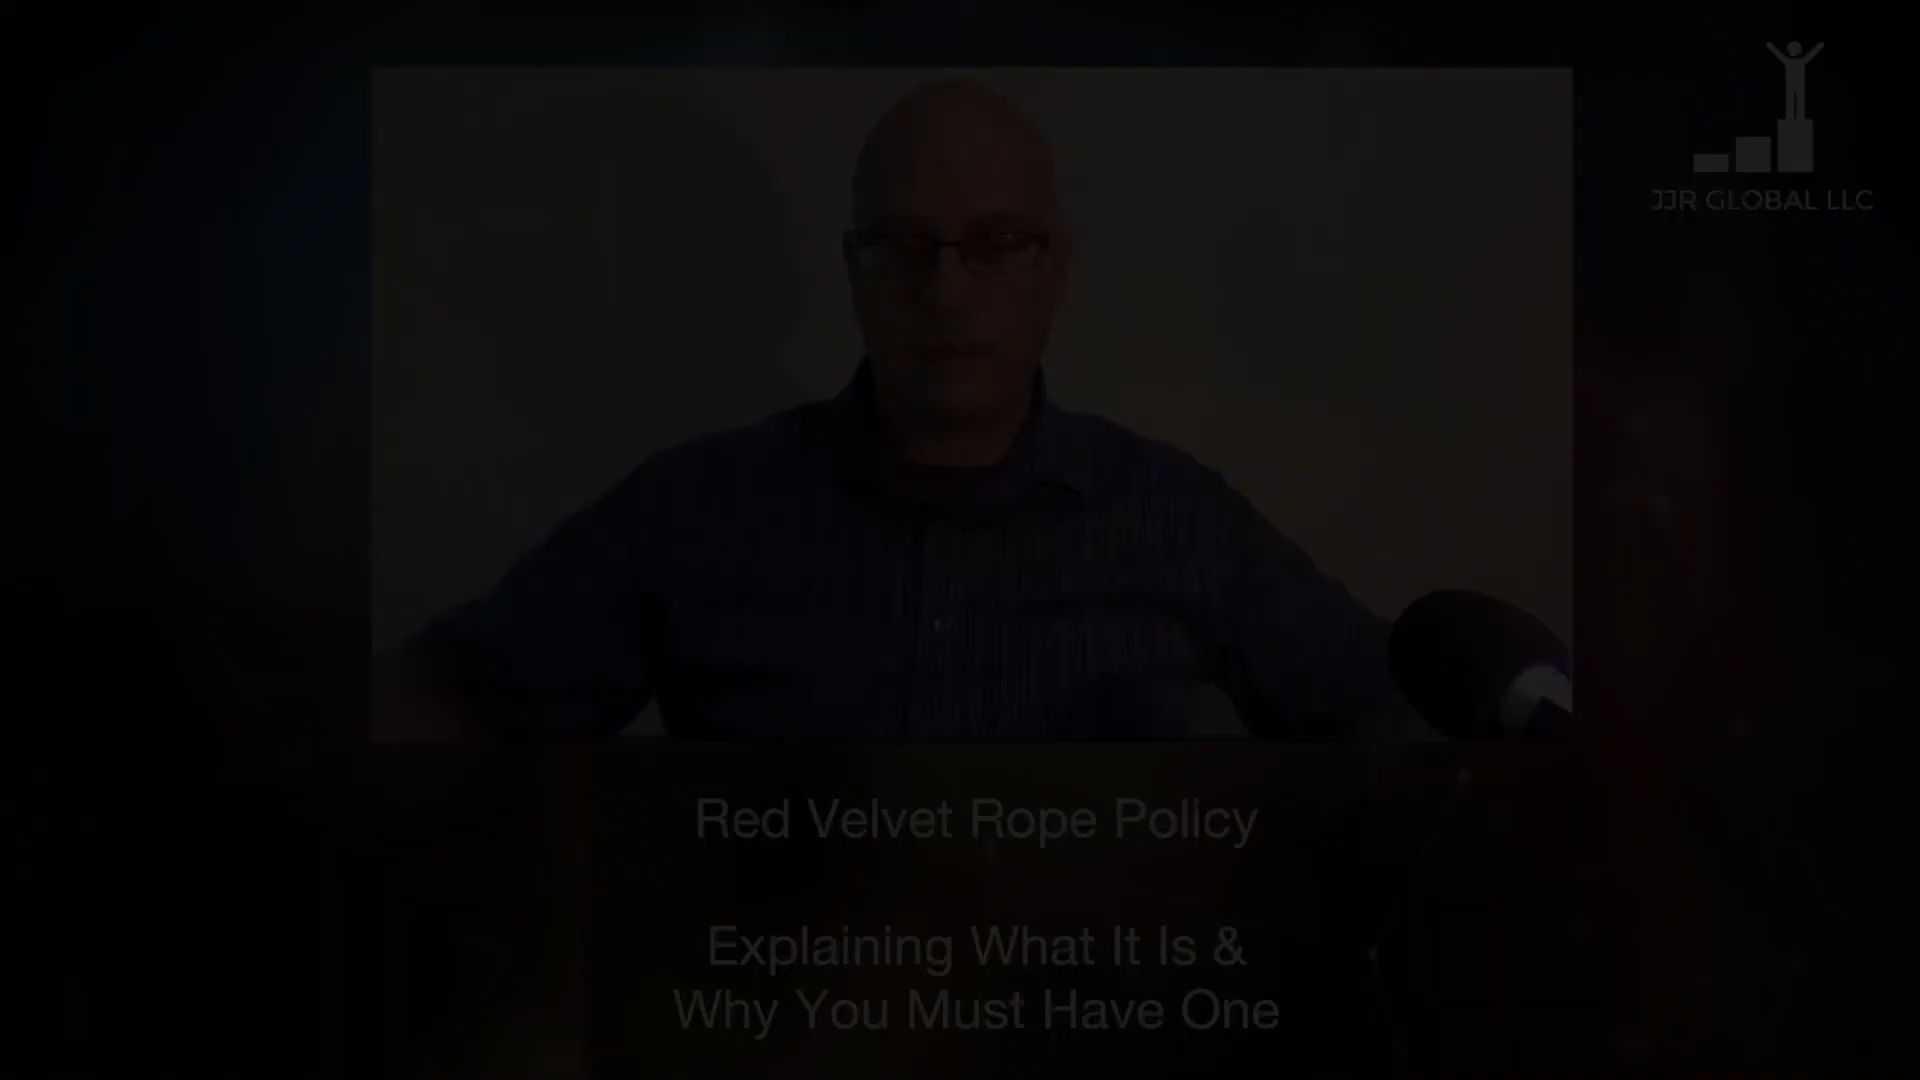 JJR GLOBAL LLC
Red Velvet Rope Policy
Explaining What It Is &
Why You Must Have One